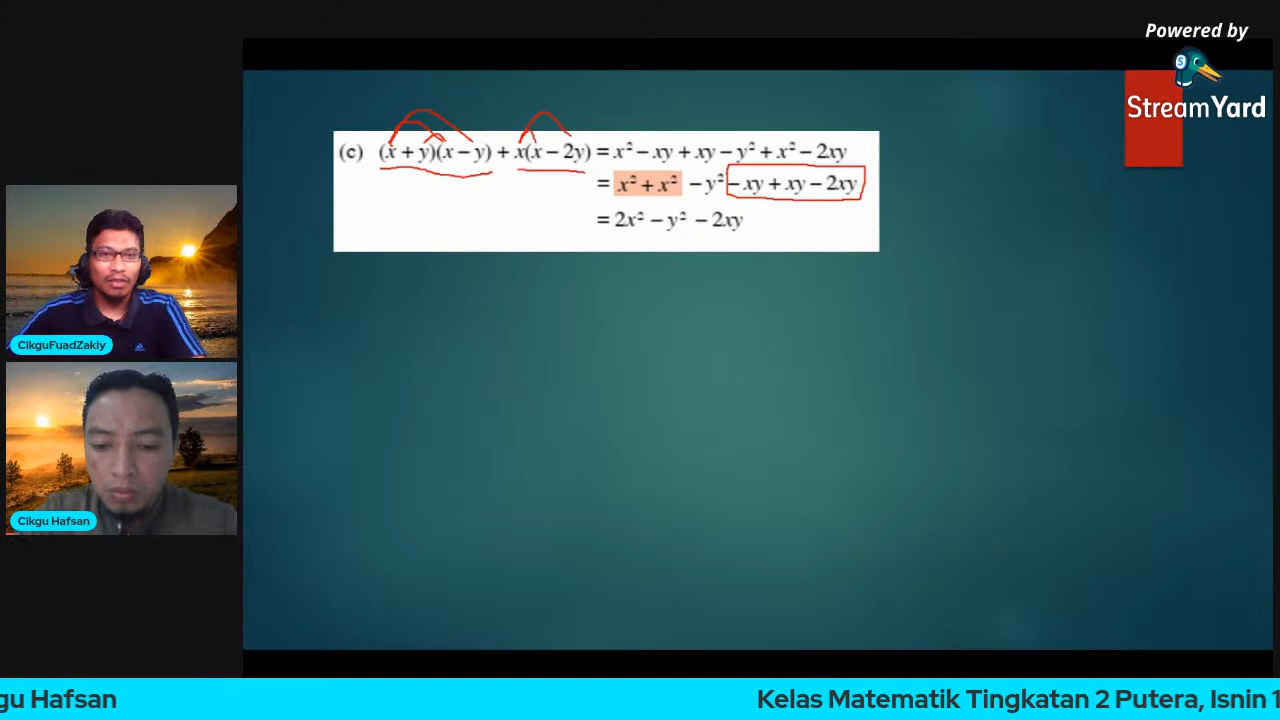 Powered by
StreamYard
(c) (x + y)(x − y) + x(x − 2y) = x² − xy + xy − y² + x² − 2xy
= x² + x² − y² − xy + xy − 2xy
= 2x² − y² − 2xy
CikguFuadZakiy
Cikgu Hafsan
gu Hafsan
Kelas Matematik Tingkatan 2 Putera, Isnin 1